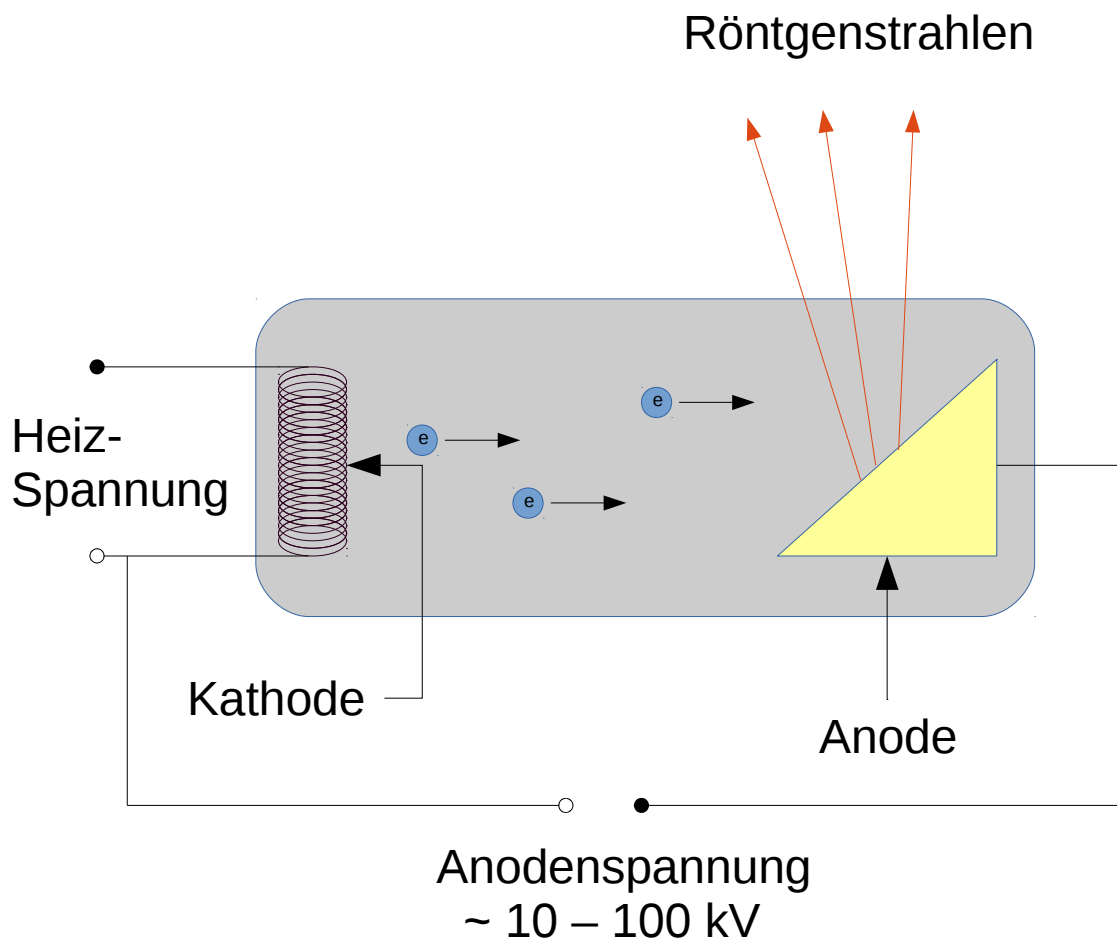 Röntgenstrahlen
e
e
e
Heiz-
Spannung
Kathode
Anode
Anodenspannung
~ 10 – 100 kV